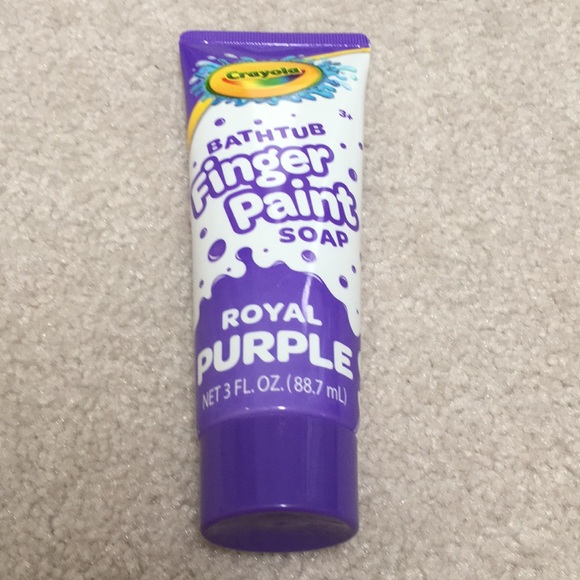 Crayola
3+
BATHTUB
Finger
Paint
SOAP
ROYAL
PURPLE
NET 3 FL. OZ. (88.7 mL)